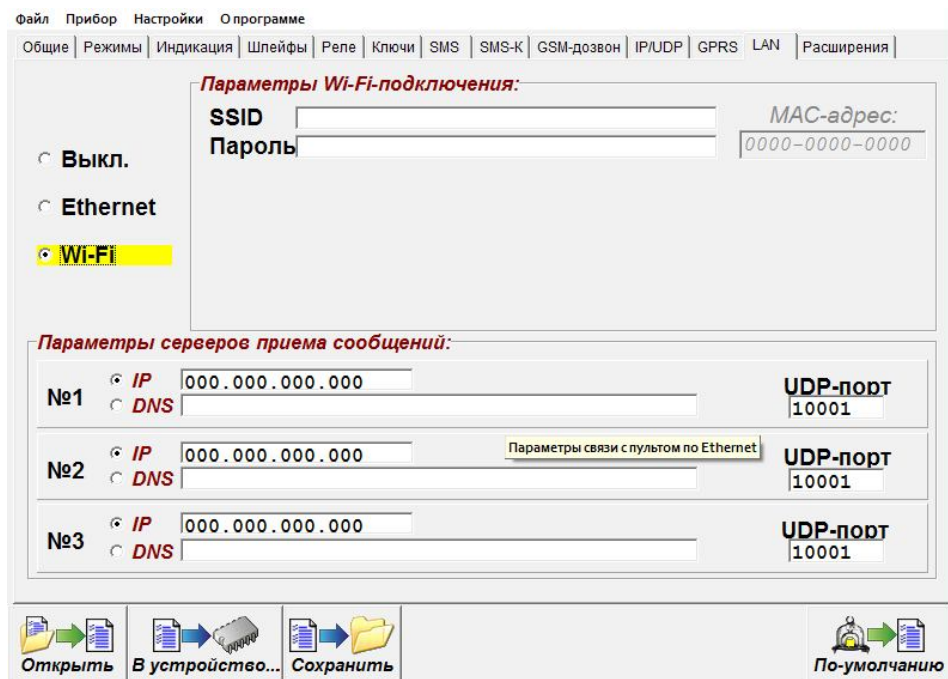 Файл Прибор Настройки О программе
Общие Режимы Индикация Шлейфы Реле Ключи SMS SMS-K GSM-дозвон IP/UDP GPRS LAN Расширения
Параметры Wi-Fi-подключения:
SSID
MAC-адрес:
Пароль
0000-0000-0000
Выкл.
Ethernet
Wi-Fi
Параметры серверов приема сообщений:
№1
IP 000.000.000.000
DNS
UDP-порт
10001
Параметры связи с пультом по Ethernet
№2
IP 000.000.000.000
DNS
UDP-порт
10001
№3
IP 000.000.000.000
DNS
UDP-порт
10001
Открыть В устройство... Сохранить По-умолчанию